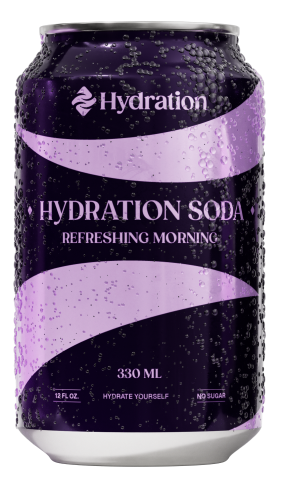 Hydration
HYDRATION SODA
REFRESHING MORNING
330 ML
12 FL OZ.
HYDRATE YOURSELF
NO SUGAR